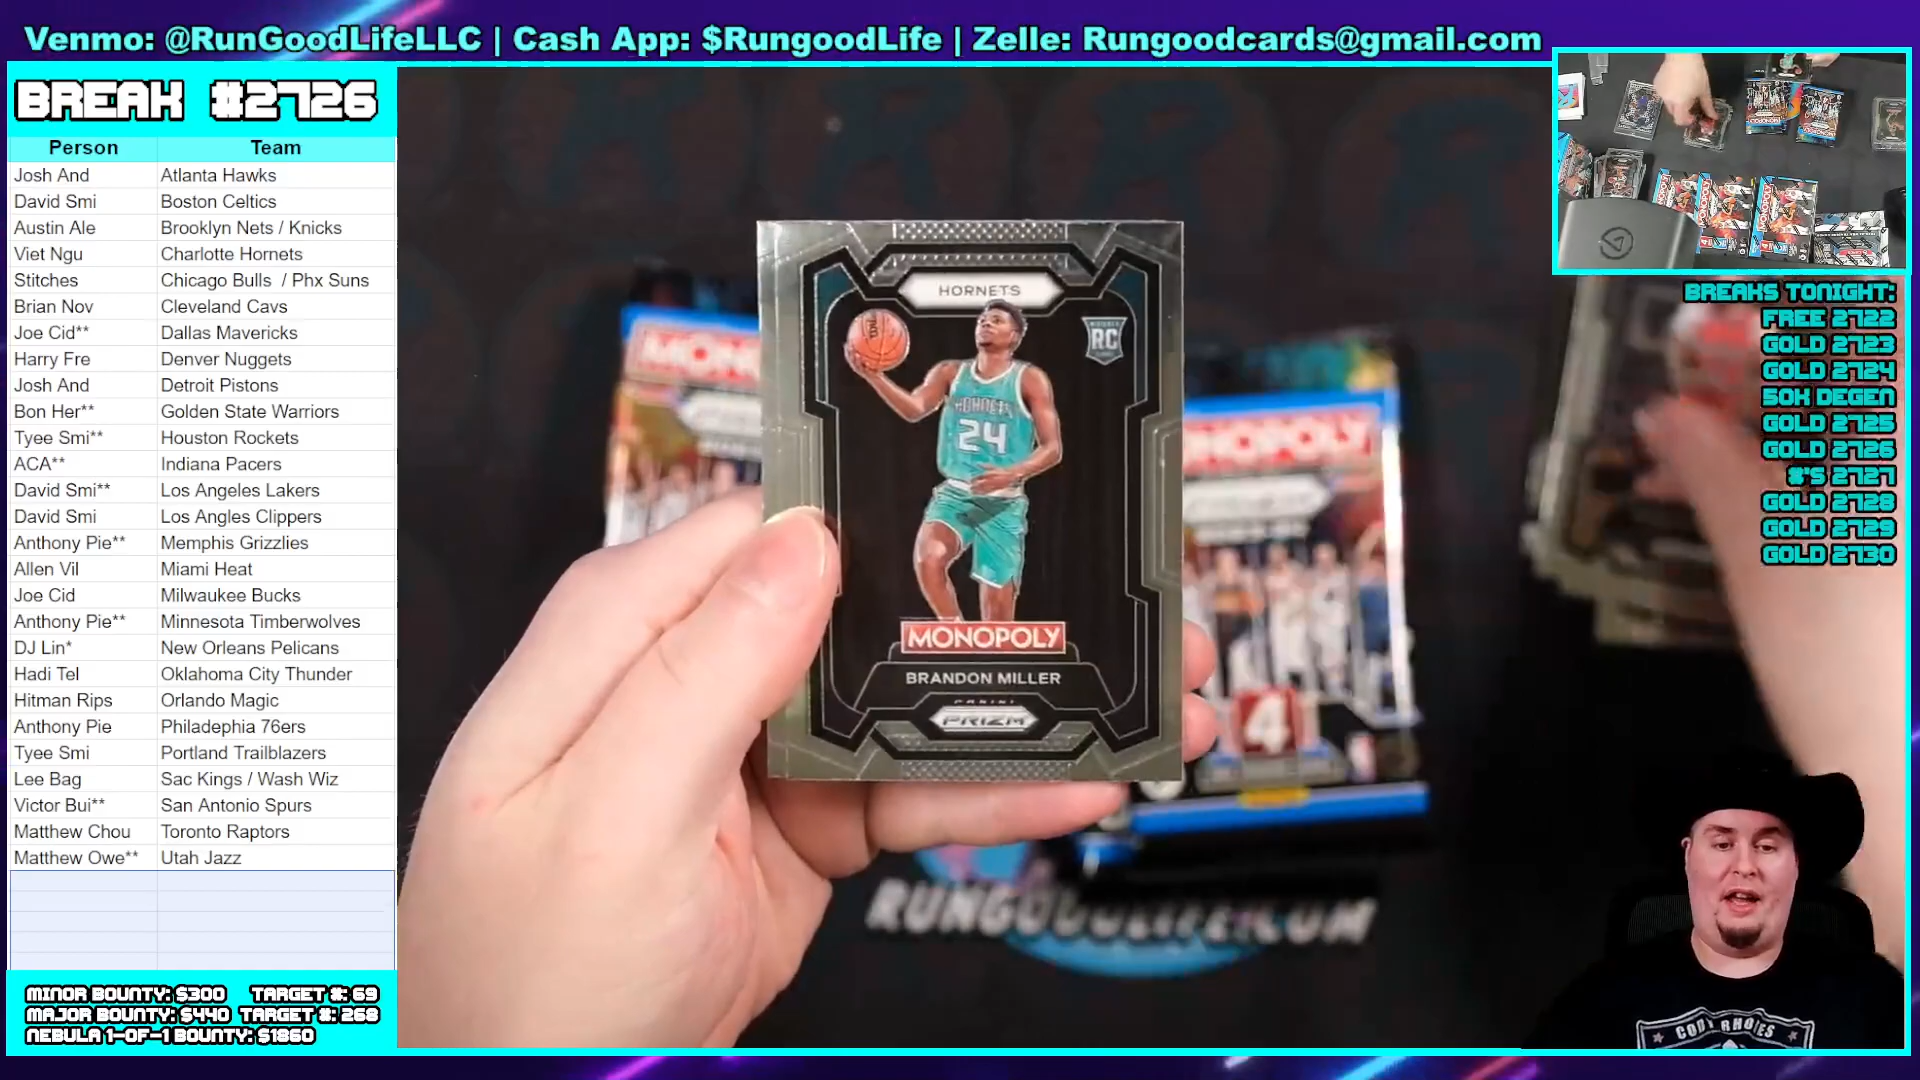 Venmo: @RunGoodLifeLLC | Cash App: $RungoodLife | Zelle: Rungoodcards@gmail.com
BREAK #2726
Person Team
Josh And Atlanta Hawks
David Smi Boston Celtics
Austin Ale Brooklyn Nets / Knicks
Viet Ngu Charlotte Hornets
Stitches Chicago Bulls / Phx Suns
Brian Nov Cleveland Cavs
Joe Cid** Dallas Mavericks
Harry Fre Denver Nuggets
Josh And Detroit Pistons
Bon Her** Golden State Warriors
Tyee Smi** Houston Rockets
ACA** Indiana Pacers
David Smi** Los Angeles Lakers
David Smi Los Angles Clippers
Anthony Pie** Memphis Grizzlies
Allen Vil Miami Heat
Joe Cid Milwaukee Bucks
Anthony Pie** Minnesota Timberwolves
DJ Lin* New Orleans Pelicans
Hadi Tel Oklahoma City Thunder
Hitman Rips Orlando Magic
Anthony Pie Philadephia 76ers
Tyee Smi Portland Trailblazers
Lee Bag Sac Kings / Wash Wiz
Victor Bui** San Antonio Spurs
Matthew Chou Toronto Raptors
Matthew Owe** Utah Jazz
MINOR BOUNTY: $300 TARGET #: 69
MAJOR BOUNTY: $440 TARGET #: 268
NEBULA 1-OF-1 BOUNTY: $1860
HORNETS
RC
HORNETS
24
MONOPOLY
BRANDON MILLER
PANINI
PRIZM
MONOPOLY
4
RUNGOODLIFE.COM
BREAKS TONIGHT:
FREE 2722
GOLD 2723
GOLD 2724
50K DEGEN
GOLD 2725
GOLD 2726
#'S 2727
GOLD 2728
GOLD 2729
GOLD 2730
CODY RHODES